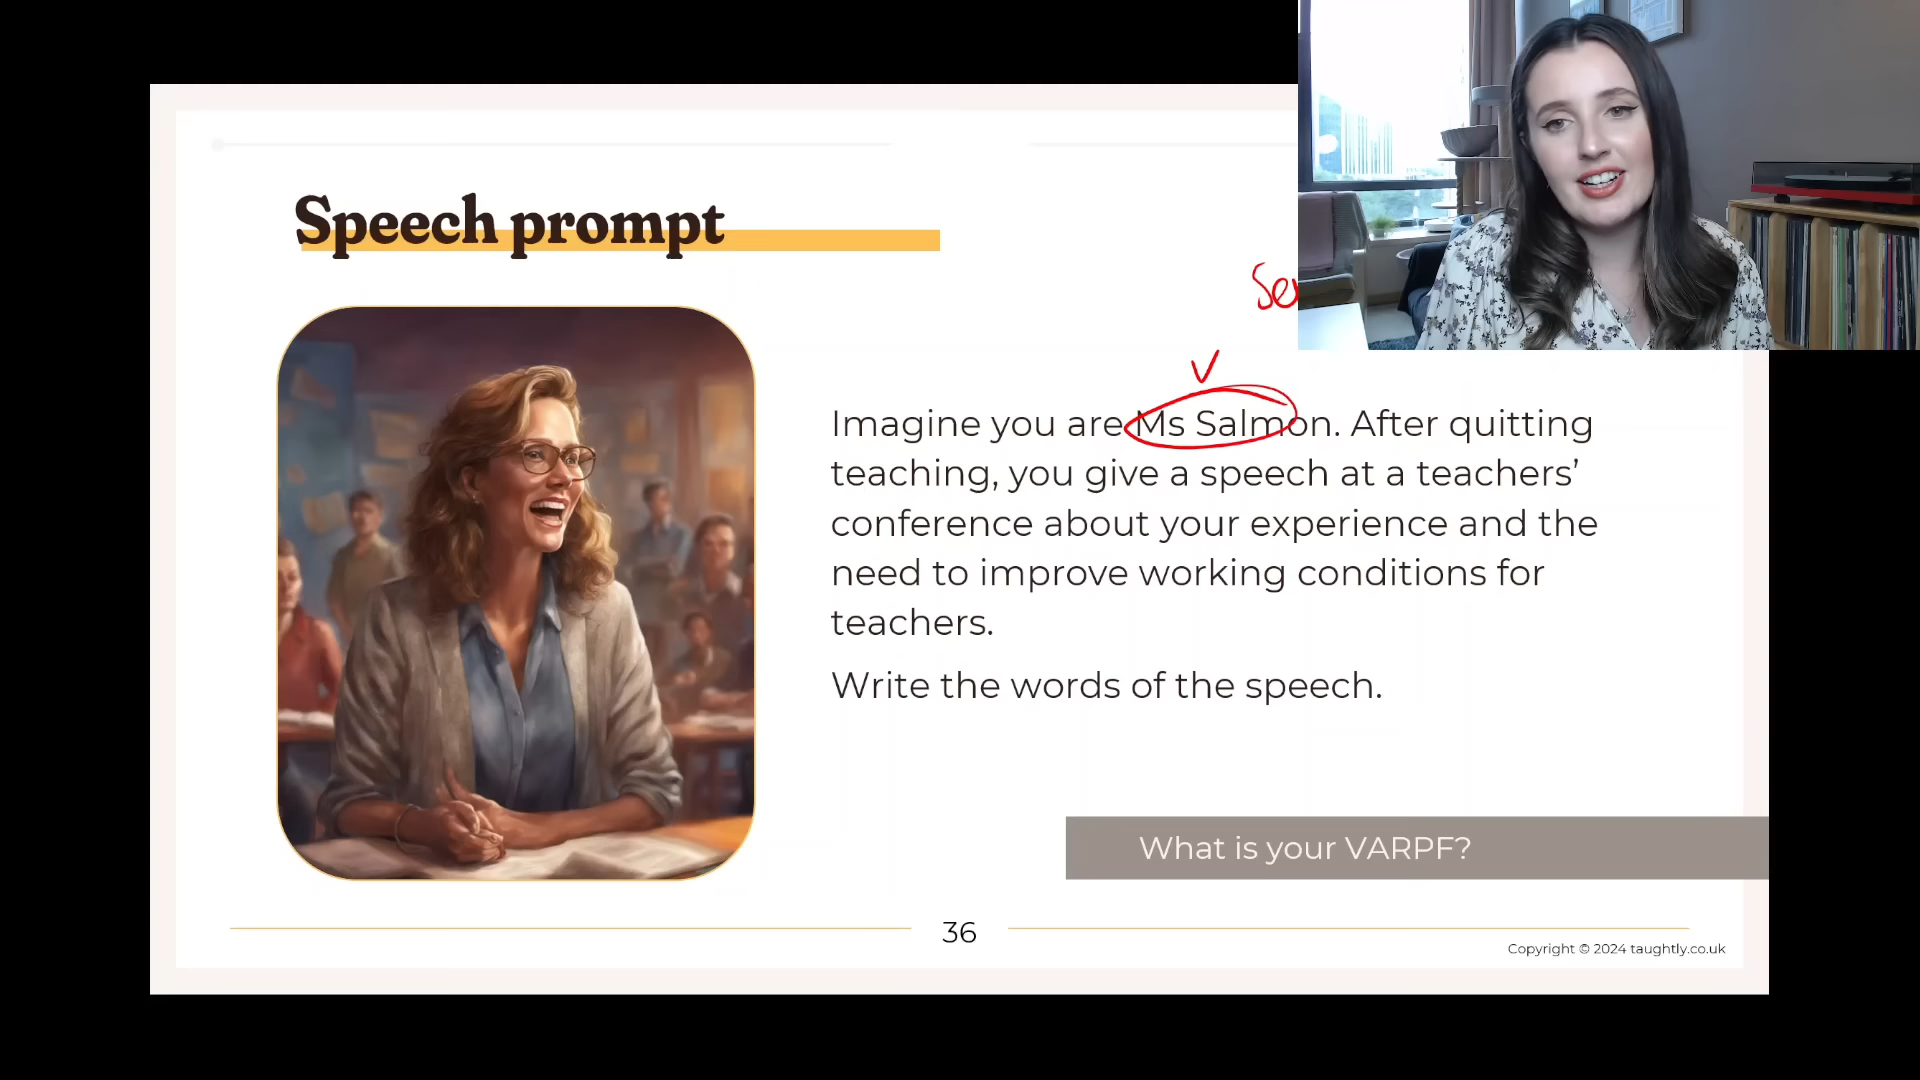 Speech prompt
V
Imagine you are Ms Salmon. After quitting
teaching, you give a speech at a teachers’
conference about your experience and the
need to improve working conditions for
teachers.
Write the words of the speech.
What is your VARPF?
36
Copyright © 2024 taughtly.co.uk